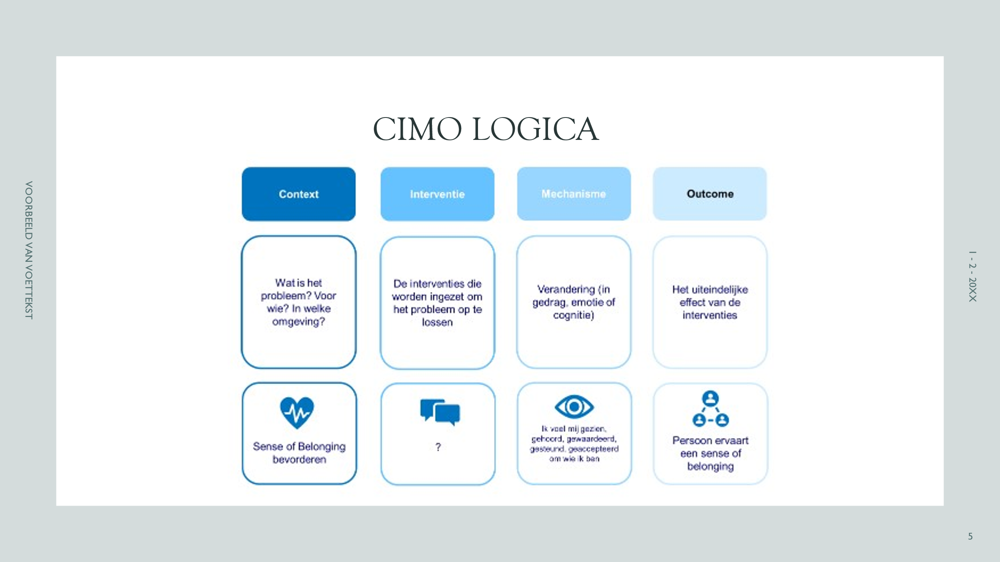 CIMO LOGICA
Context
Interventie
Mechanisme
Outcome
Wat is het
probleem? Voor
wie? In welke
omgeving?
De interventies die
worden ingezet om
het probleem op te
lossen
Verandering (in
gedrag, emotie of
cognitie)
Het uiteindelijke
effect van de
interventies
Sense of Belonging
bevorderen
?
Ik voel mij gezien,
gehoord, gewaardeerd,
gesteund, geaccepteerd
om wie ik ben
Persoon ervaart
een sense of
belonging
VOORBEELD VAN VOETTEKST
1 - 2 - 20XX
5